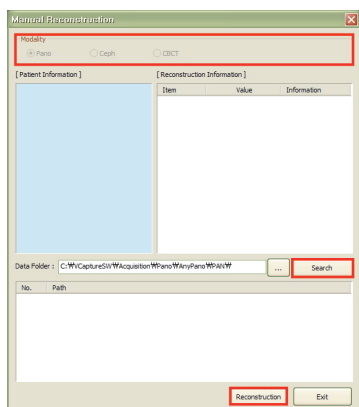 Manual Reconstruction
Modality
Pano Ceph CBCT
[ Patient Information ] [ Reconstruction Information ]
Item Value Information
Data Folder : C:₩VCaptureSW₩Acquisition₩Pano₩AnyPano₩PAN₩ ... Search
No. Path
Reconstruction Exit